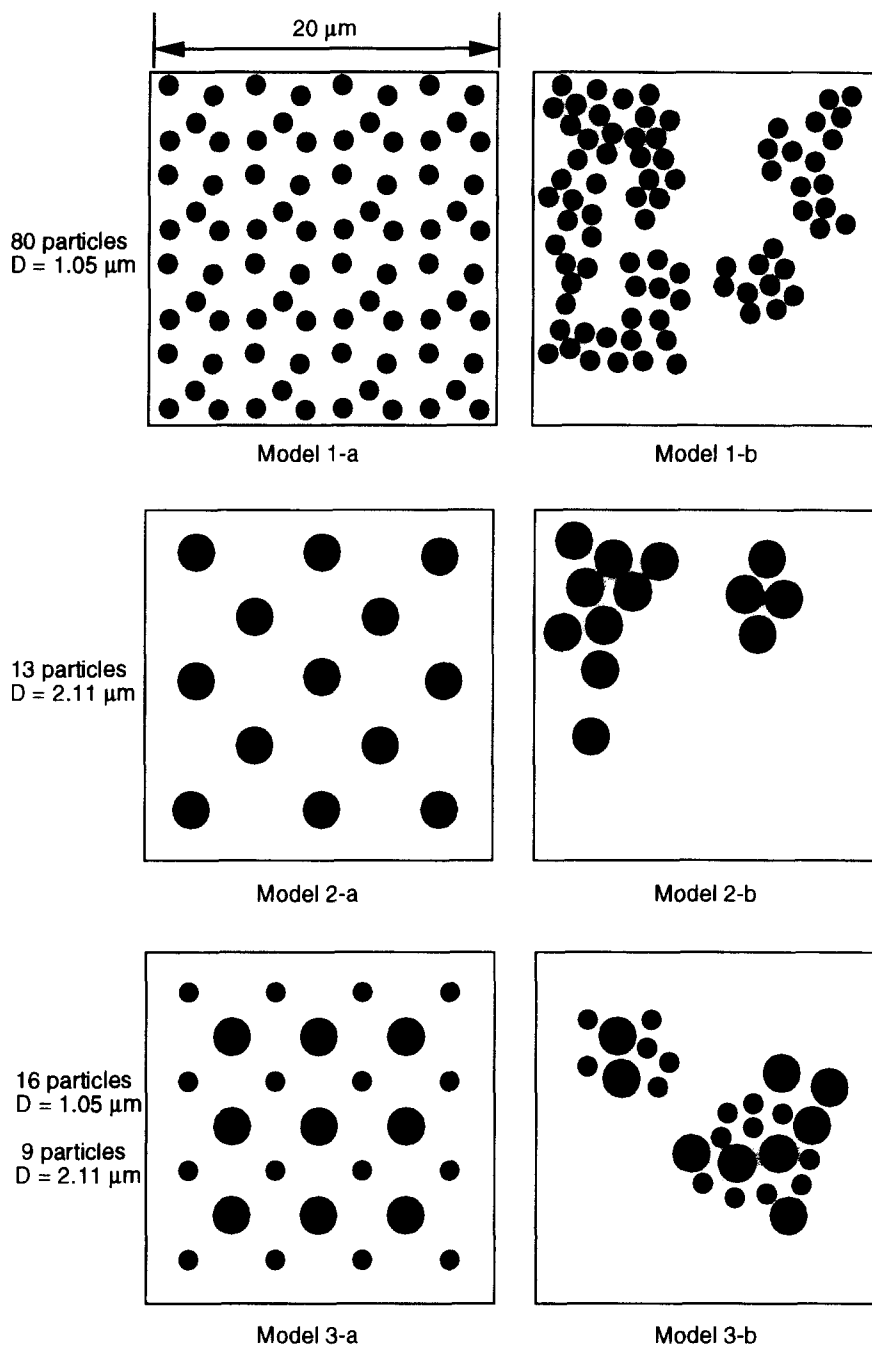 20 μm
80 particles
D = 1.05 μm
Model 1-a
Model 1-b
13 particles
D = 2.11 μm
Model 2-a
Model 2-b
16 particles
D = 1.05 μm
9 particles
D = 2.11 μm
Model 3-a
Model 3-b